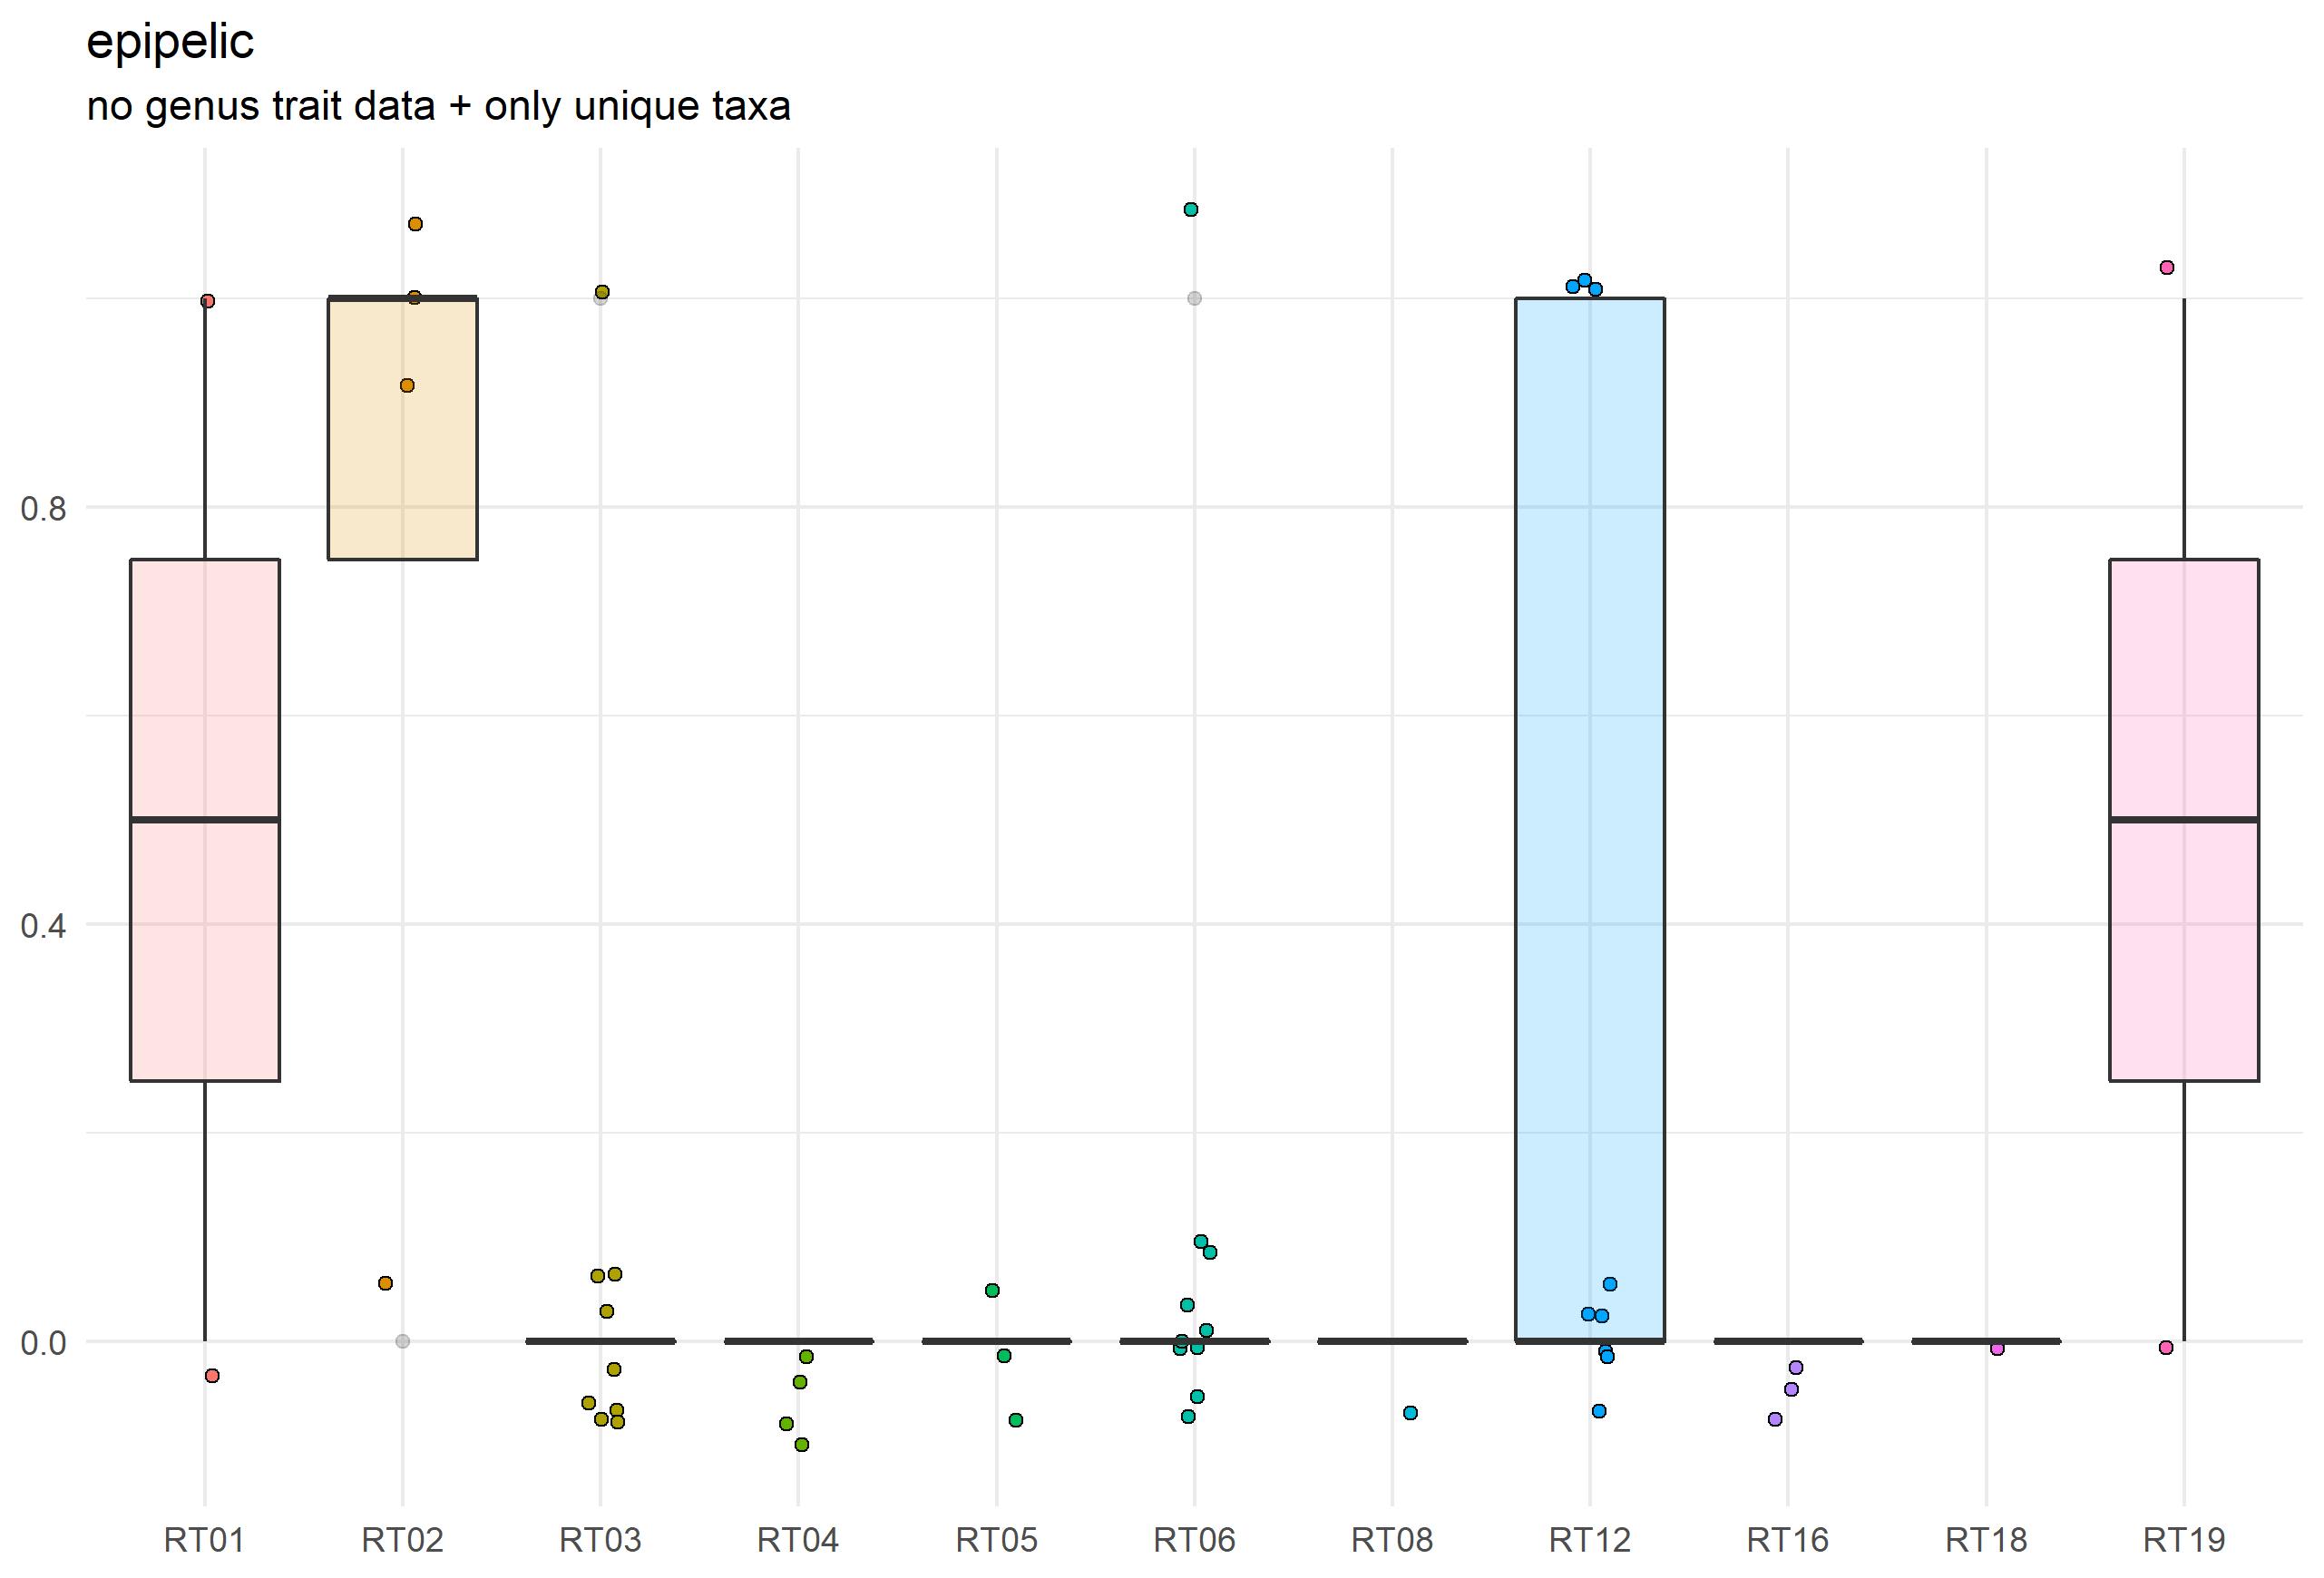 epipelic
no genus trait data + only unique taxa
0.8
0.4
0.0
RT01 RT02 RT03 RT04 RT05 RT06 RT08 RT12 RT16 RT18 RT19